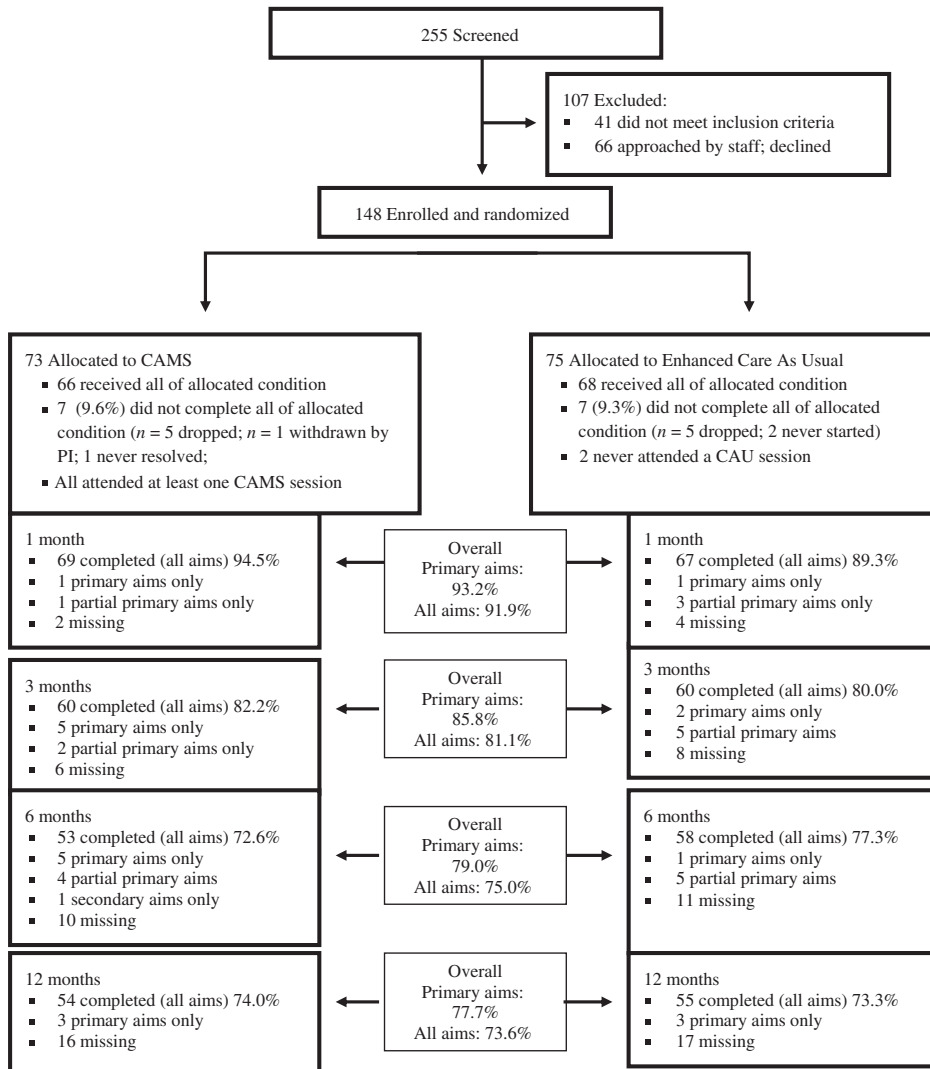 255 Screened
107 Excluded:
▪ 41 did not meet inclusion criteria
▪ 66 approached by staff; declined
148 Enrolled and randomized
73 Allocated to CAMS
▪ 66 received all of allocated condition
▪ 7 (9.6%) did not complete all of allocated
condition (n = 5 dropped; n = 1 withdrawn by
PI; 1 never resolved;
▪ All attended at least one CAMS session
75 Allocated to Enhanced Care As Usual
▪ 68 received all of allocated condition
▪ 7 (9.3%) did not complete all of allocated
condition (n = 5 dropped; 2 never started)
▪ 2 never attended a CAU session
1 month
▪ 69 completed (all aims) 94.5%
▪ 1 primary aims only
▪ 1 partial primary aims only
▪ 2 missing
Overall
Primary aims:
93.2%
All aims: 91.9%
1 month
▪ 67 completed (all aims) 89.3%
▪ 1 primary aims only
▪ 3 partial primary aims only
▪ 4 missing
3 months
▪ 60 completed (all aims) 82.2%
▪ 5 primary aims only
▪ 2 partial primary aims only
▪ 6 missing
Overall
Primary aims:
85.8%
All aims: 81.1%
3 months
▪ 60 completed (all aims) 80.0%
▪ 2 primary aims only
▪ 5 partial primary aims
▪ 8 missing
6 months
▪ 53 completed (all aims) 72.6%
▪ 5 primary aims only
▪ 4 partial primary aims
▪ 1 secondary aims only
▪ 10 missing
Overall
Primary aims:
79.0%
All aims: 75.0%
6 months
▪ 58 completed (all aims) 77.3%
▪ 1 primary aims only
▪ 5 partial primary aims
▪ 11 missing
12 months
▪ 54 completed (all aims) 74.0%
▪ 3 primary aims only
▪ 16 missing
Overall
Primary aims:
77.7%
All aims: 73.6%
12 months
▪ 55 completed (all aims) 73.3%
▪ 3 primary aims only
▪ 17 missing